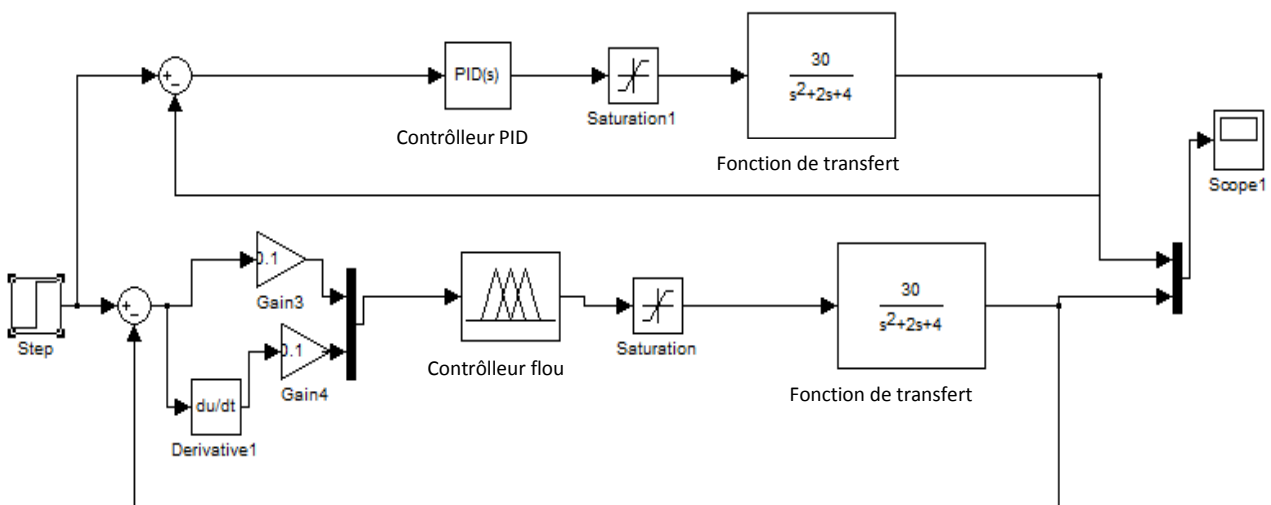 +
−
PID(s)
Contrôlleur PID
Saturation1
30
s2+2s+4
Fonction de transfert
Scope1
Step
+
−
0.1
Gain3
0.1
Gain4
du/dt
Derivative1
Contrôlleur flou
Saturation
30
s2+2s+4
Fonction de transfert